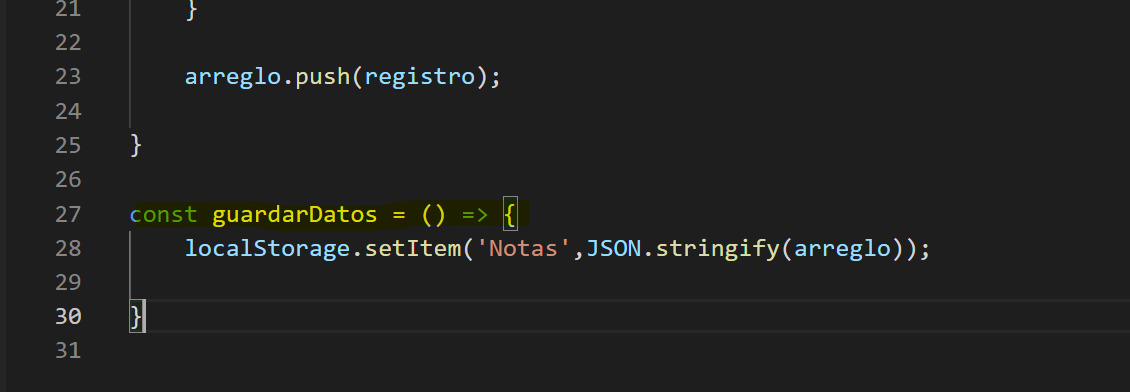 21 }
22
23 arreglo.push(registro);
24
25 }
26
27 const guardarDatos = () => {
28 localStorage.setItem('Notas',JSON.stringify(arreglo));
29
30 }
31